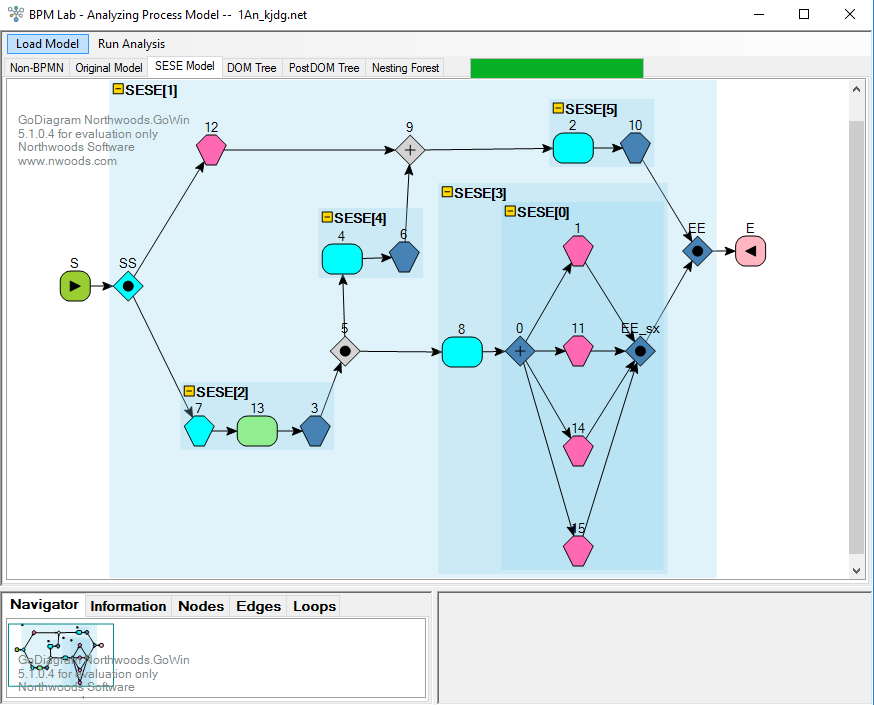 BPM Lab - Analyzing Process Model --  1An_kjdg.net
Load Model Run Analysis
Non-BPMN Original Model SESE Model DOM Tree PostDOM Tree Nesting Forest
SESE[1]
GoDiagram Northwoods.GoWin
5.1.0.4 for evaluation only
Northwoods Software
www.nwoods.com
12
9
SESE[5]
2
10
SESE[3]
SESE[0]
SESE[4]
4
6
1
EE
E
S
SS
5
8
0
11
EE_sx
SESE[2]
7
13
3
14
15
Navigator Information Nodes Edges Loops
GoDiagram Northwoods.GoWin
5.1.0.4 for evaluation only
Northwoods Software